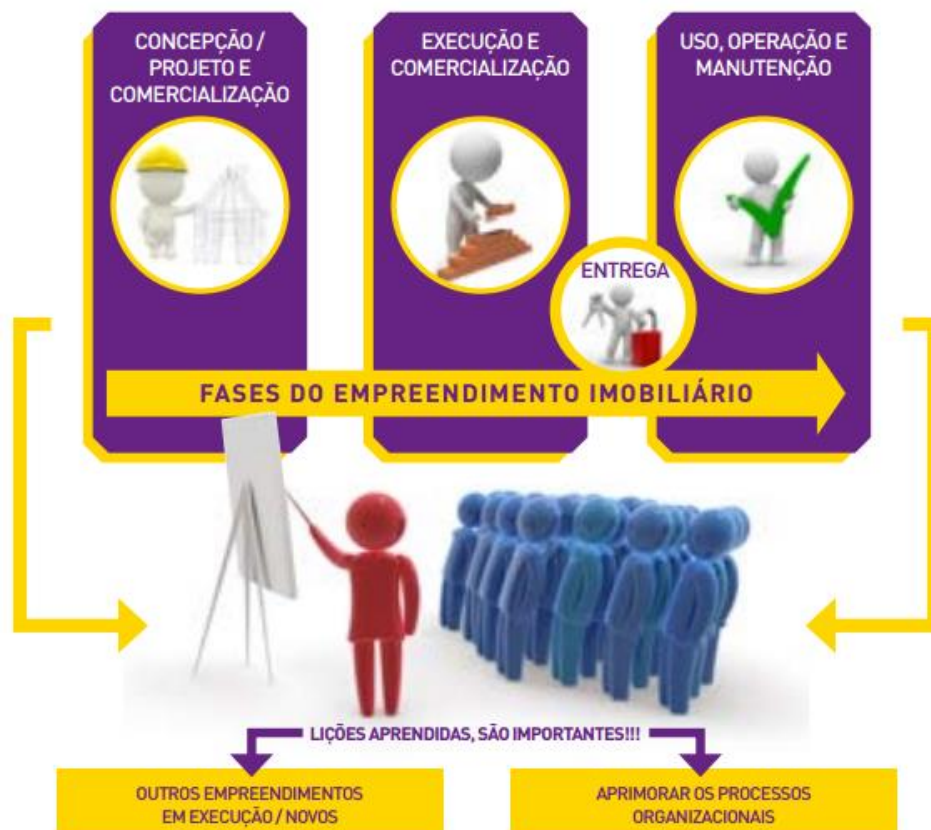 CONCEPÇÃO /
PROJETO E
COMERCIALIZAÇÃO
EXECUÇÃO E
COMERCIALIZAÇÃO
USO, OPERAÇÃO E
MANUTENÇÃO
ENTREGA
FASES DO EMPREENDIMENTO IMOBILIÁRIO
LIÇÕES APRENDIDAS, SÃO IMPORTANTES!!!
OUTROS EMPREENDIMENTOS
EM EXECUÇÃO / NOVOS
APRIMORAR OS PROCESSOS
ORGANIZACIONAIS